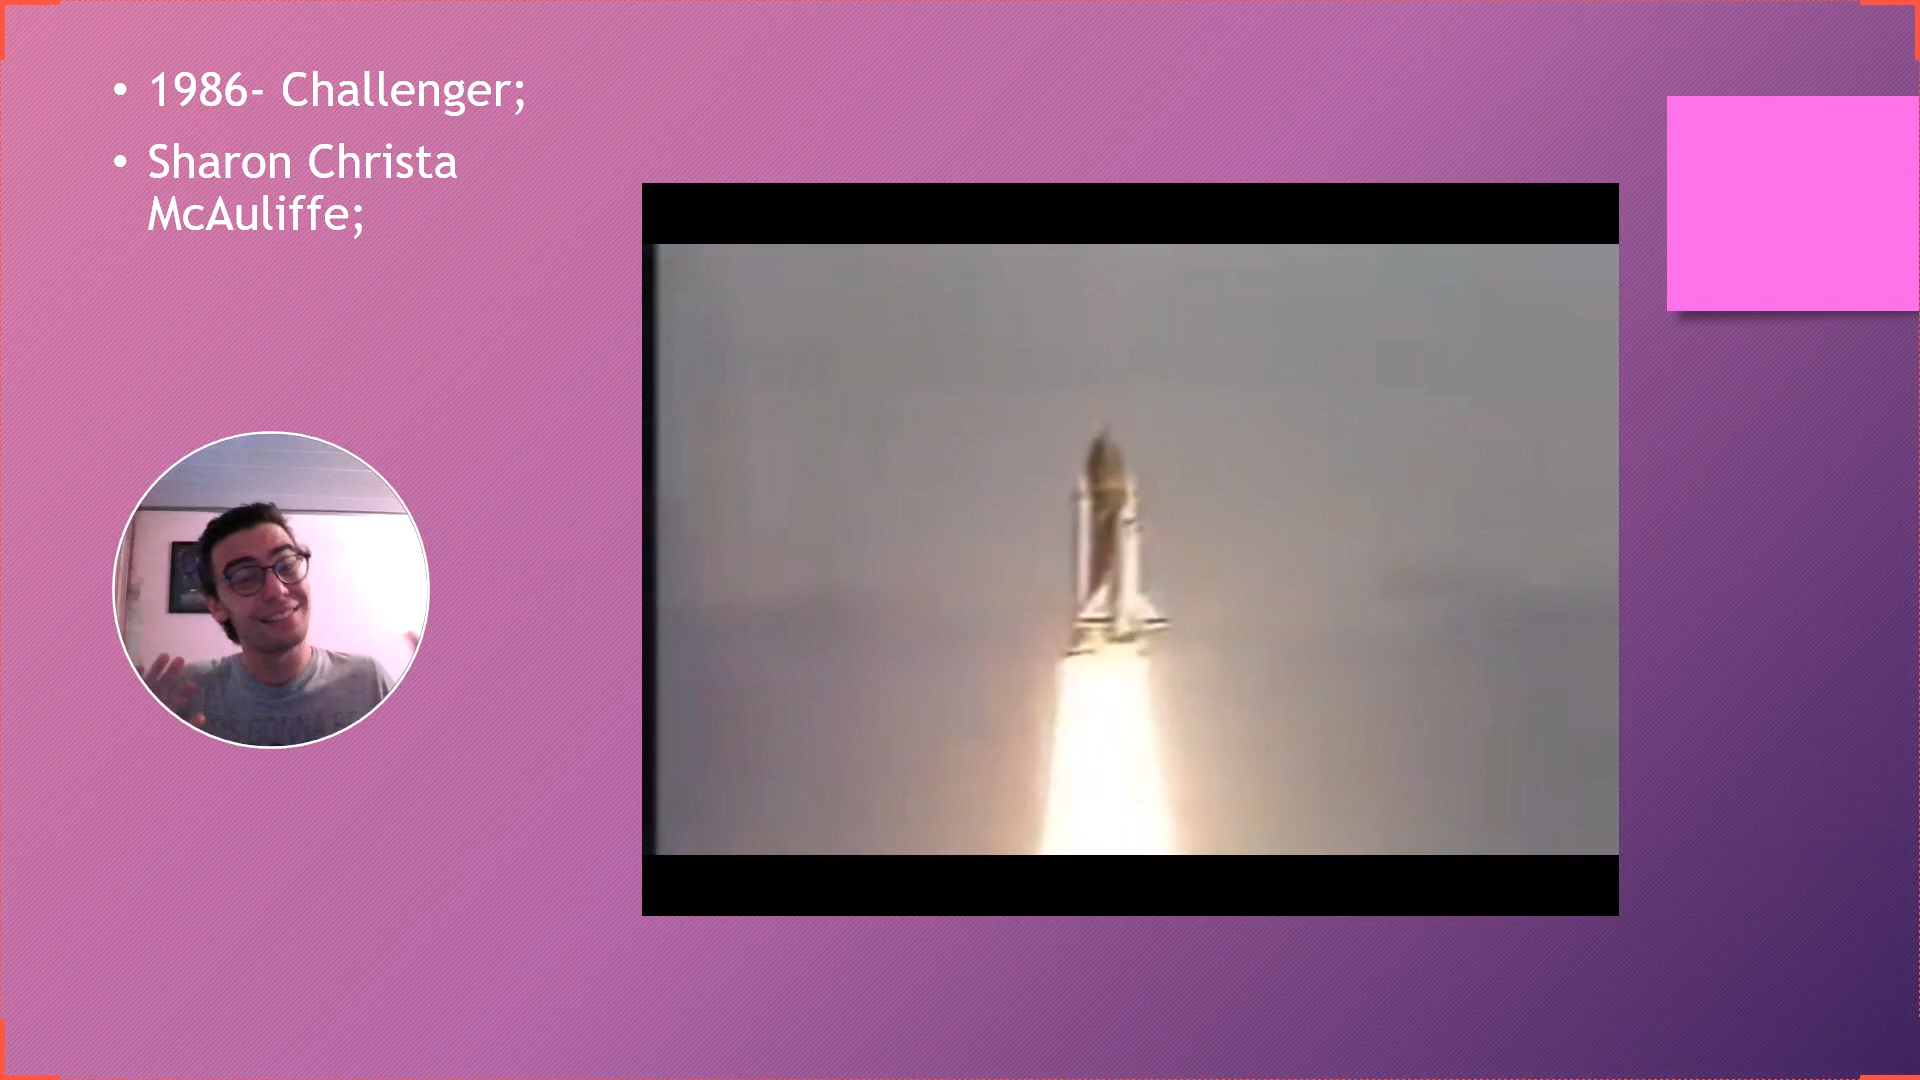 • 1986- Challenger;
• Sharon Christa
McAuliffe;